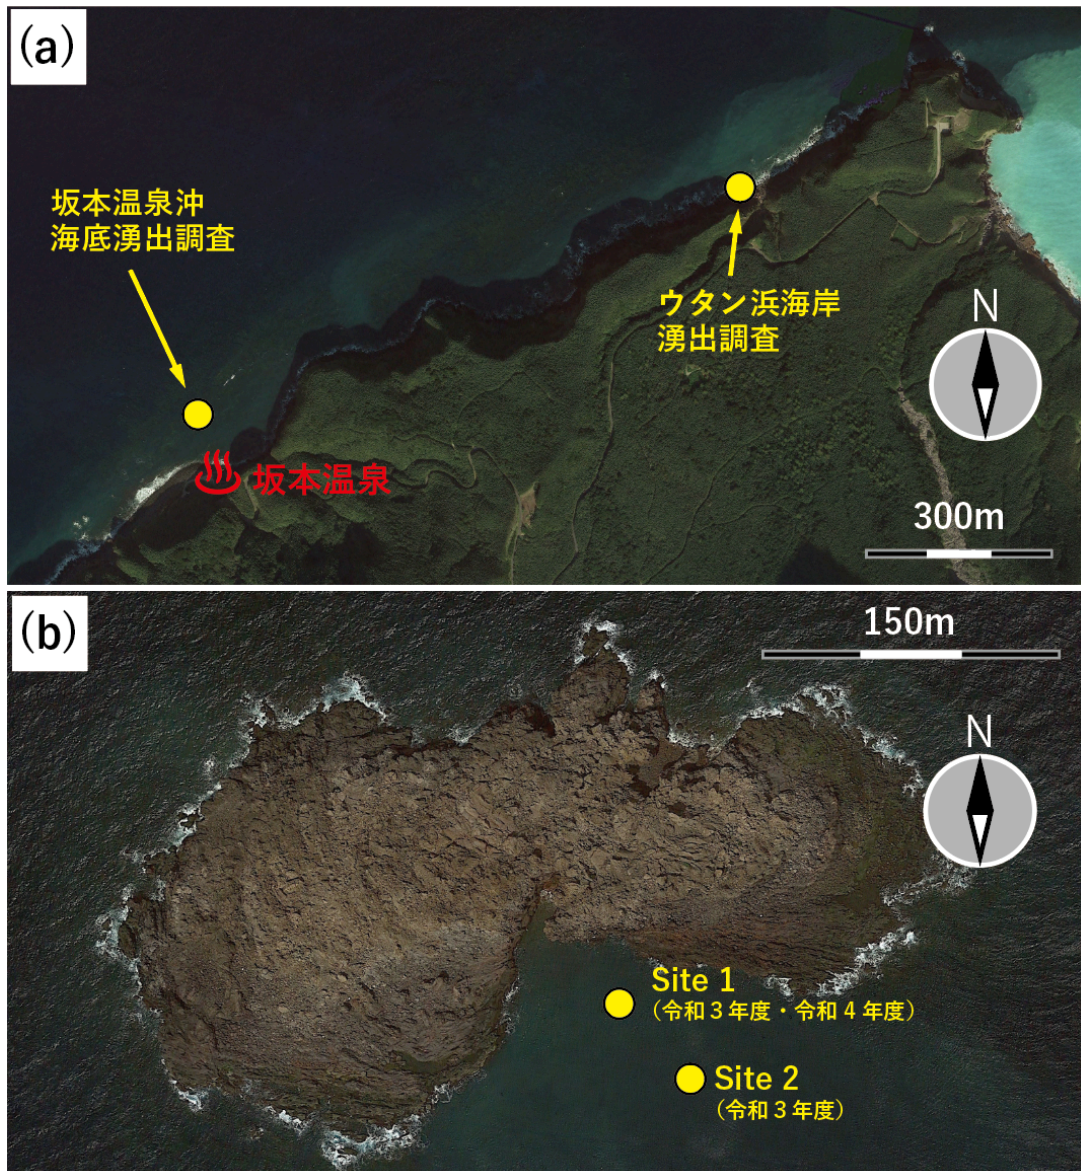 (a)
坂本温泉沖
海底湧出調査
ウタン浜海岸
湧出調査
N
坂本温泉
300m
(b)
150m
N
Site 1
（令和３年度・令和４年度）
Site 2
（令和３年度）